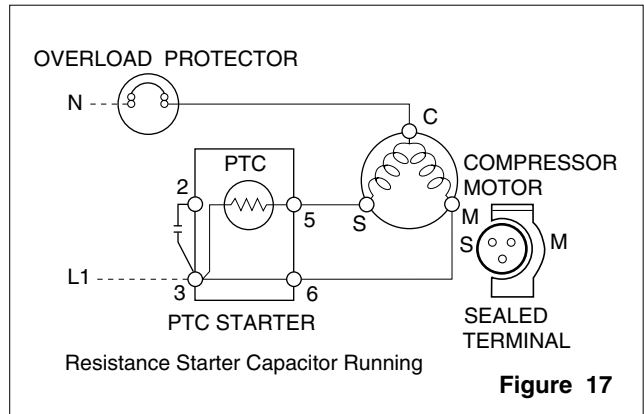 OVERLOAD PROTECTOR
N
C
PTC
COMPRESSOR
MOTOR
2
5
S
M
S
M
L1
3
6
PTC STARTER
SEALED
TERMINAL
Resistance Starter Capacitor Running
Figure 17